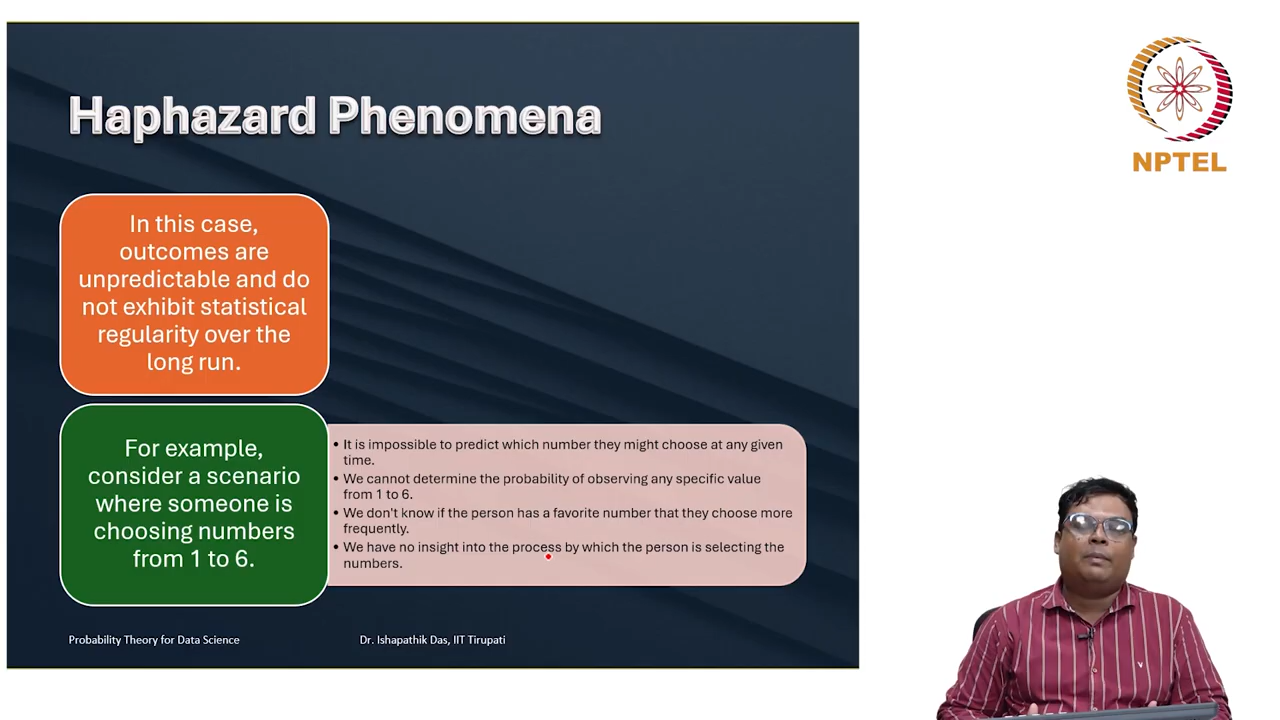 Haphazard Phenomena
In this case,
outcomes are
unpredictable and do
not exhibit statistical
regularity over the
long run.
For example,
consider a scenario
where someone is
choosing numbers
from 1 to 6.
• It is impossible to predict which number they might choose at any given
time.
• We cannot determine the probability of observing any specific value
from 1 to 6.
• We don't know if the person has a favorite number that they choose more
frequently.
• We have no insight into the process by which the person is selecting the
numbers.
Probability Theory for Data Science
Dr. Ishapathik Das, IIT Tirupati
NPTEL